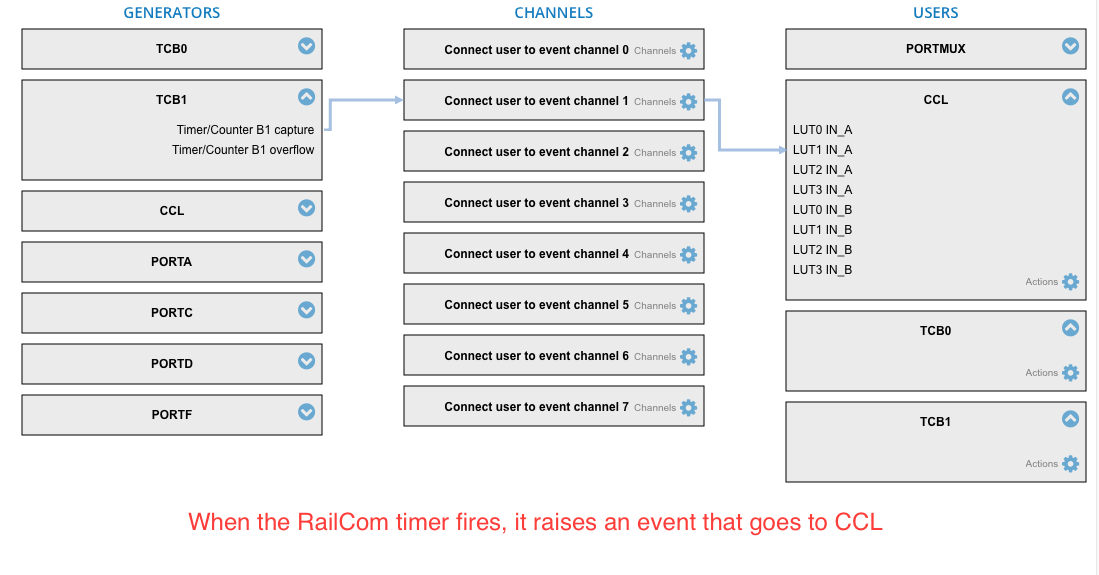 GENERATORS
CHANNELS
USERS
TCB0
TCB1
Timer/Counter B1 capture
Timer/Counter B1 overflow
CCL
PORTA
PORTC
PORTD
PORTF
Connect user to event channel 0 Channels
Connect user to event channel 1 Channels
Connect user to event channel 2 Channels
Connect user to event channel 3 Channels
Connect user to event channel 4 Channels
Connect user to event channel 5 Channels
Connect user to event channel 6 Channels
Connect user to event channel 7 Channels
PORTMUX
CCL
LUT0 IN_A
LUT1 IN_A
LUT2 IN_A
LUT3 IN_A
LUT0 IN_B
LUT1 IN_B
LUT2 IN_B
LUT3 IN_B
Actions
TCB0
Actions
TCB1
Actions
When the RailCom timer fires, it raises an event that goes to CCL